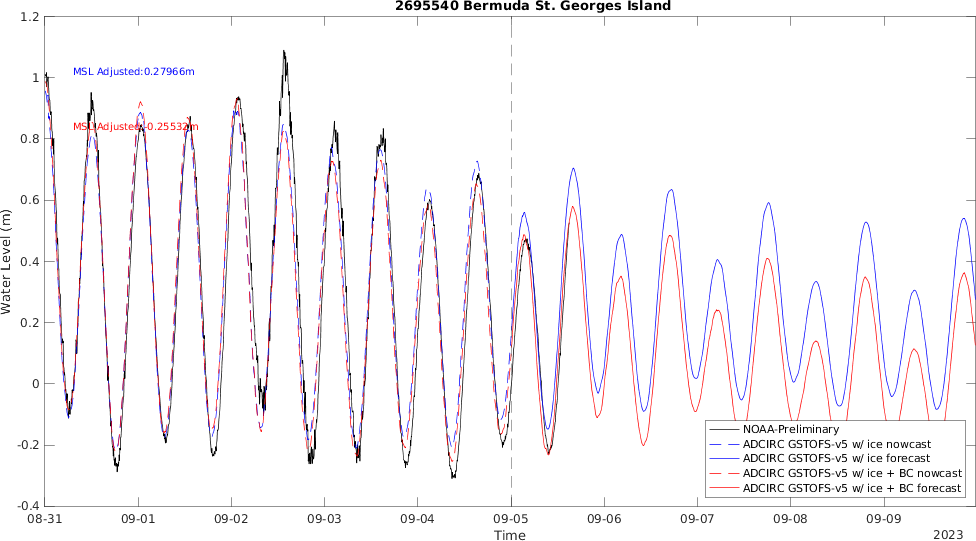 2695540 Bermuda St. Georges Island
1.2
1
0.8
0.6
0.4
0.2
0
-0.2
-0.4
Water Level (m)
MSL Adjusted:0.27966m
MSL Adjusted:-0.25532m
NOAA-Preliminary
ADCIRC GSTOFS-v5 w/ ice nowcast
ADCIRC GSTOFS-v5 w/ ice forecast
ADCIRC GSTOFS-v5 w/ ice + BC nowcast
ADCIRC GSTOFS-v5 w/ ice + BC forecast
08-31 09-01 09-02 09-03 09-04 09-05 09-06 09-07 09-08 09-09
Time
2023